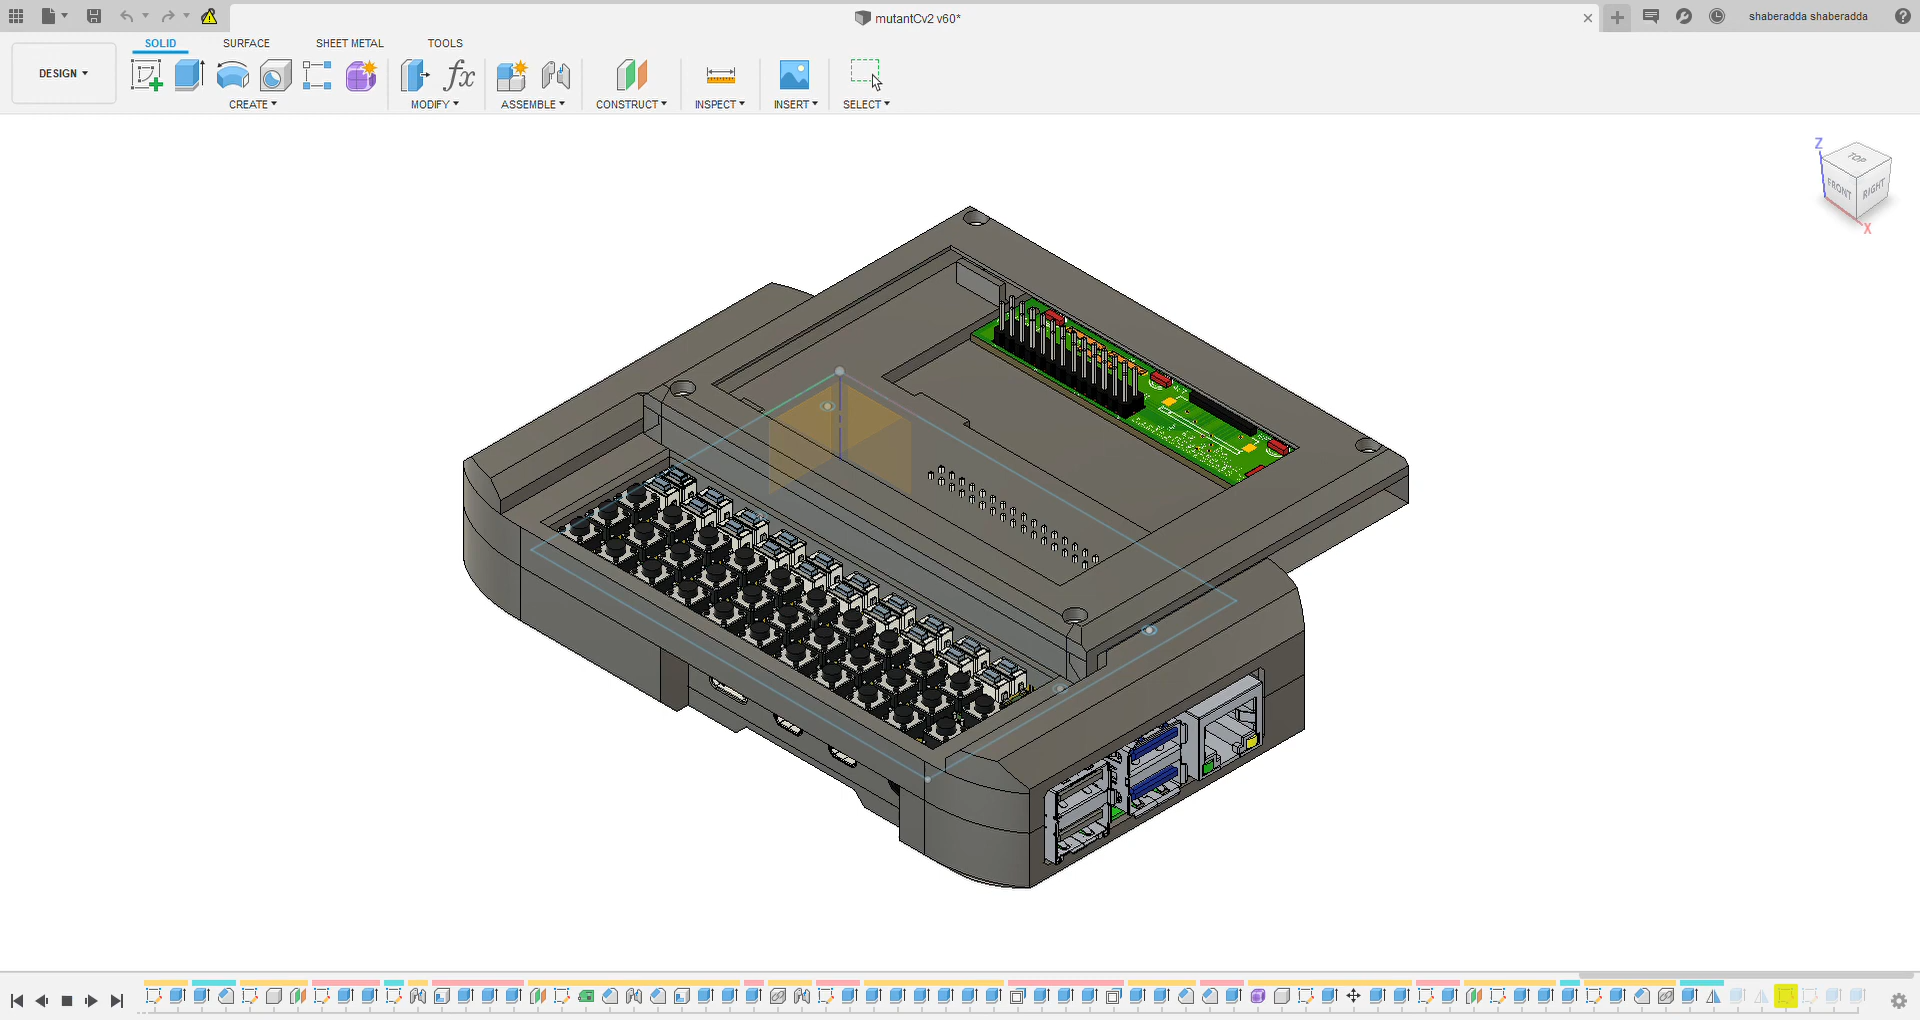 mutantCv2 v60*
shaberadda shaberadda
SOLID SURFACE SHEET METAL TOOLS
DESIGN
CREATE MODIFY ASSEMBLE CONSTRUCT INSPECT INSERT SELECT
fx
Z
TOP
FRONT RIGHT
X